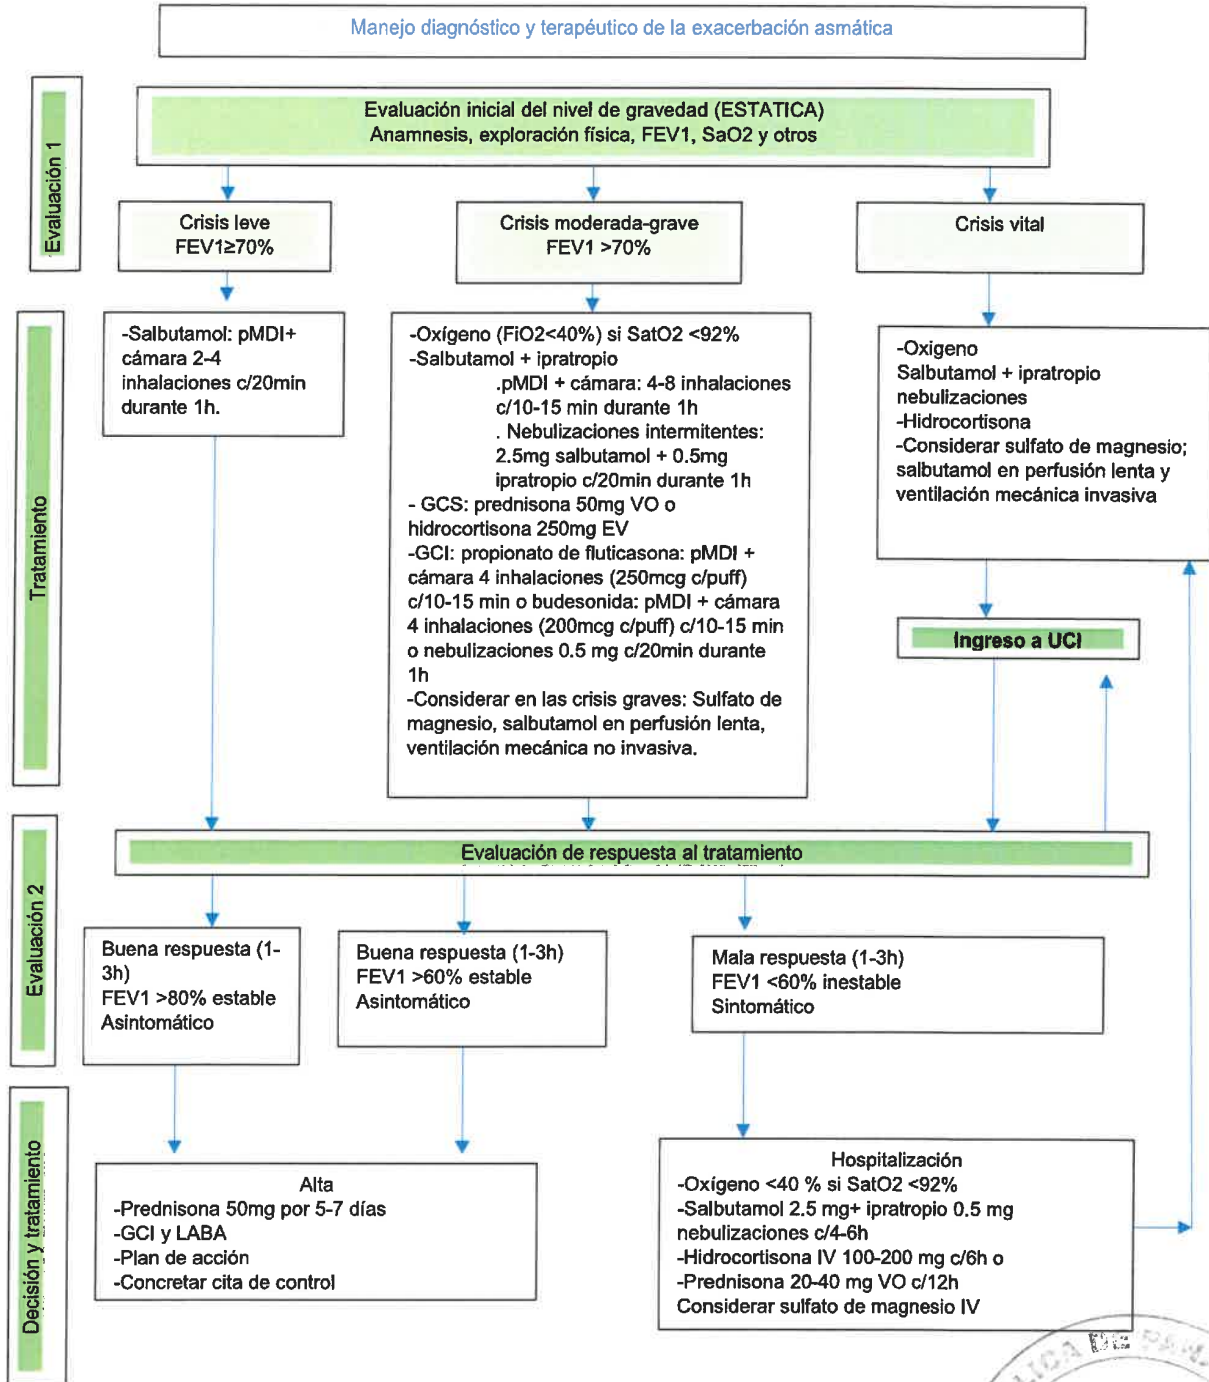 Manejo diagnóstico y terapéutico de la exacerbación asmática
Evaluación 1
Evaluación inicial del nivel de gravedad (ESTATICA)
Anamnesis, exploración física, FEV1, SaO2 y otros
Crisis leve
FEV1≥70%
Crisis moderada-grave
FEV1 >70%
Crisis vital
Tratamiento
-Salbutamol: pMDI+
cámara 2-4
inhalaciones c/20min
durante 1h.
-Oxígeno (FiO2<40%) si SatO2 <92%
-Salbutamol + ipratropio
.pMDI + cámara: 4-8 inhalaciones
c/10-15 min durante 1h
. Nebulizaciones intermitentes:
2.5mg salbutamol + 0.5mg
ipratropio c/20min durante 1h
- GCS: prednisona 50mg VO o
hidrocortisona 250mg EV
-GCI: propionato de fluticasona: pMDI +
cámara 4 inhalaciones (250mcg c/puff)
c/10-15 min o budesonida: pMDI + cámara
4 inhalaciones (200mcg c/puff) c/10-15 min
o nebulizaciones 0.5 mg c/20min durante
1h
-Considerar en las crisis graves: Sulfato de
magnesio, salbutamol en perfusión lenta,
ventilación mecánica no invasiva.
-Oxigeno
Salbutamol + ipratropio
nebulizaciones
-Hidrocortisona
-Considerar sulfato de magnesio;
salbutamol en perfusión lenta y
ventilación mecánica invasiva
Ingreso a UCI
Evaluación 2
Evaluación de respuesta al tratamiento
Buena respuesta (1-
3h)
FEV1 >80% estable
Asintomático
Buena respuesta (1-3h)
FEV1 >60% estable
Asintomático
Mala respuesta (1-3h)
FEV1 <60% inestable
Sintomático
Decisión y tratamiento
Alta
-Prednisona 50mg por 5-7 días
-GCI y LABA
-Plan de acción
-Concretar cita de control
Hospitalización
-Oxígeno <40 % si SatO2 <92%
-Salbutamol 2.5 mg+ ipratropio 0.5 mg
nebulizaciones c/4-6h
-Hidrocortisona IV 100-200 mg c/6h o
-Prednisona 20-40 mg VO c/12h
Considerar sulfato de magnesio IV
DE